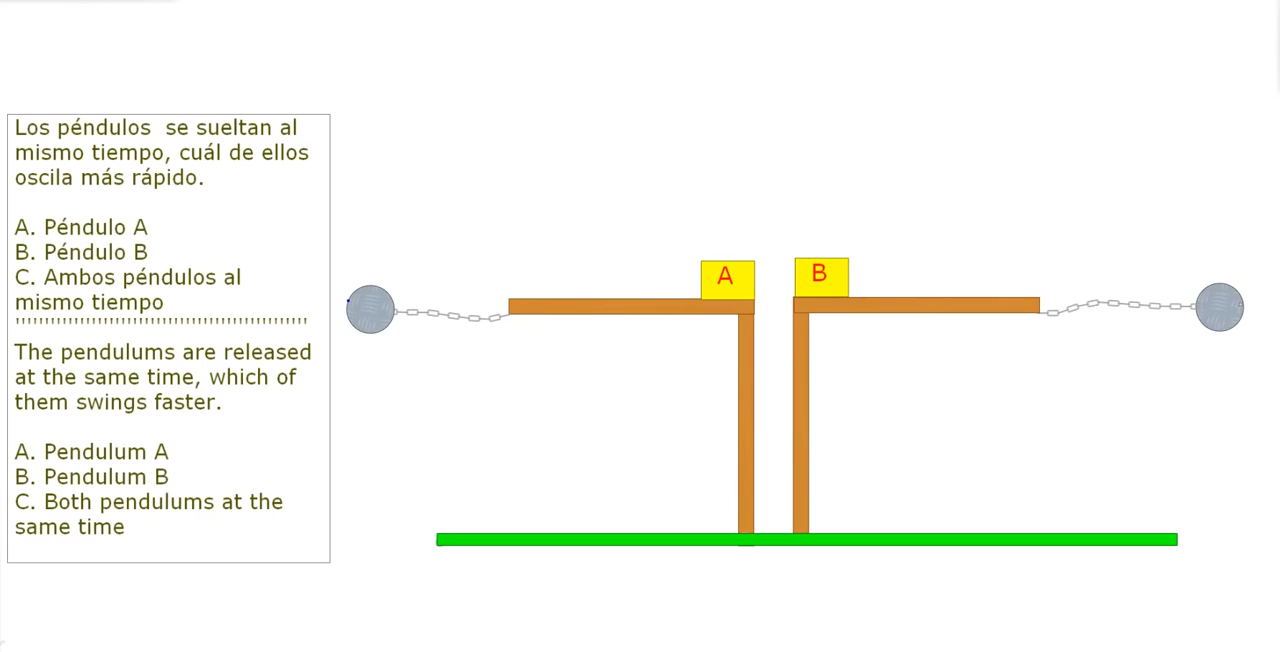 Los péndulos  se sueltan al
mismo tiempo, cuál de ellos
oscila más rápido.
A. Péndulo A
B. Péndulo B
C. Ambos péndulos al
mismo tiempo
''''''''''''''''''''''''''''''''''''''''''''''''''
The pendulums are released
at the same time, which of
them swings faster.
A. Pendulum A
B. Pendulum B
C. Both pendulums at the
same time
A
B